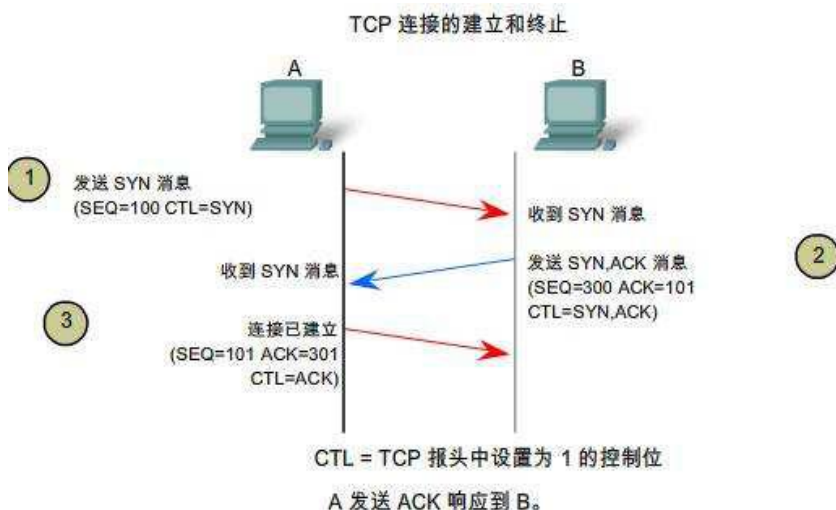 TCP 连接的建立和终止
A
B
1
发送 SYN 消息
(SEQ=100 CTL=SYN)
收到 SYN 消息
收到 SYN 消息
发送 SYN,ACK 消息
(SEQ=300 ACK=101
CTL=SYN,ACK)
2
3
连接已建立
(SEQ=101 ACK=301
CTL=ACK)
CTL = TCP 报头中设置为 1 的控制位
A 发送 ACK 响应到 B。